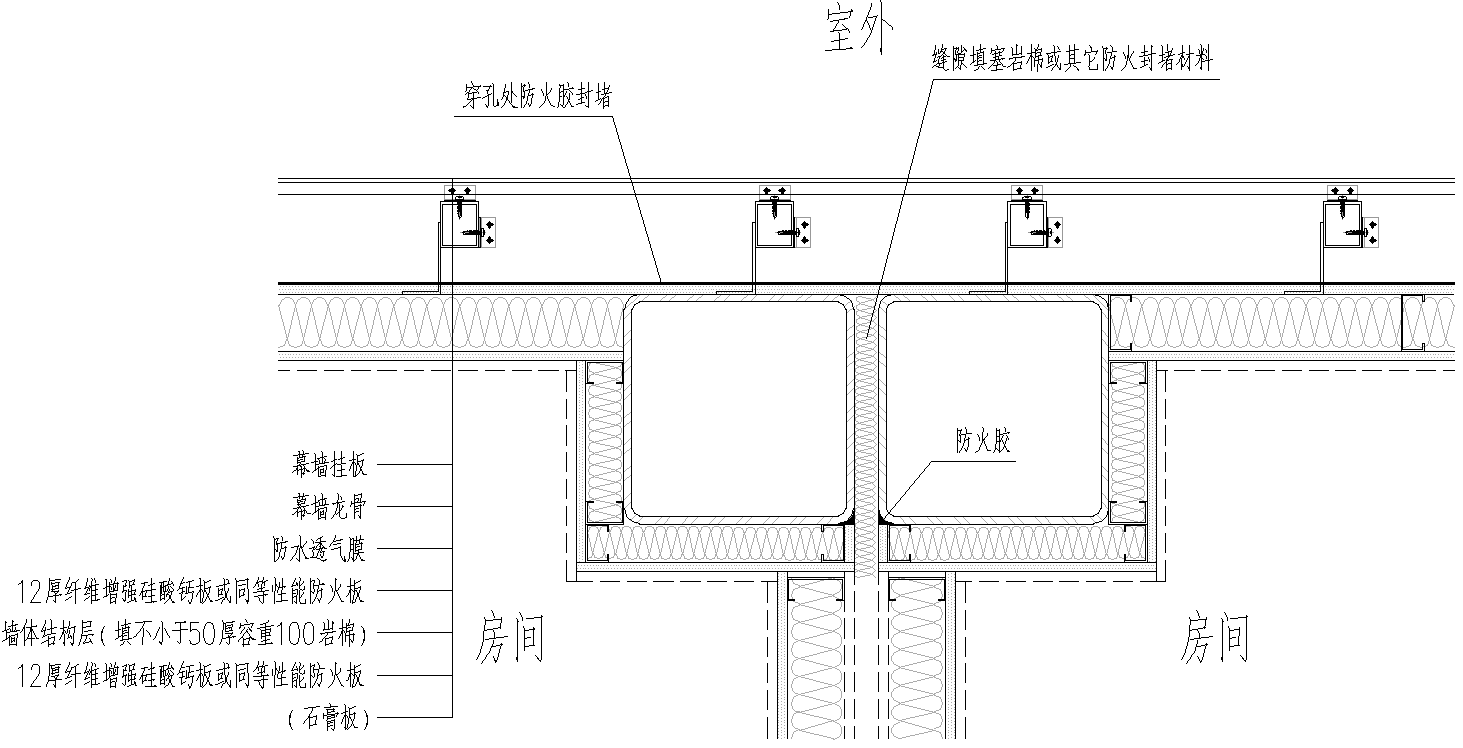 室外
缝隙填塞岩棉或其它防火封堵材料
穿孔处防火胶封堵
防火胶
幕墙挂板
幕墙龙骨
防水透气膜
12厚纤维增强硅酸钙板或同等性能防火板
墙体结构层(填不小于50厚容重100岩棉)
12厚纤维增强硅酸钙板或同等性能防火板
(石膏板)
房间
房间